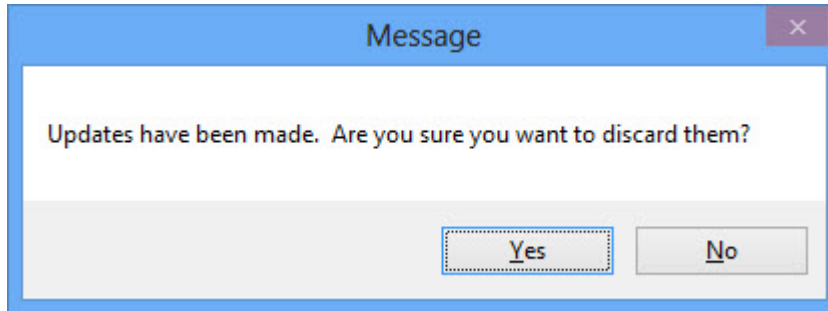 Message
Updates have been made.  Are you sure you want to discard them?
Yes No